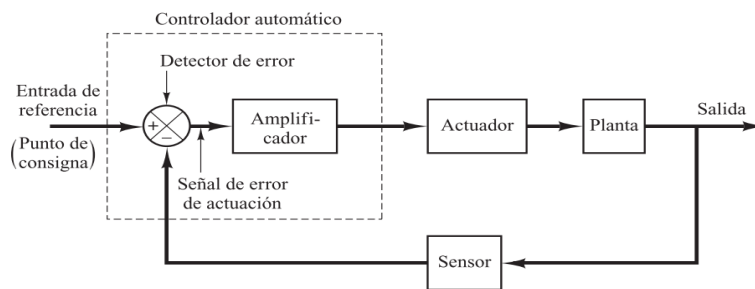 Controlador automático
Detector de error
Entrada de
referencia
(Punto de
consigna)
+
−
Amplifi-
cador
Señal de error
de actuación
Actuador
Planta
Salida
Sensor